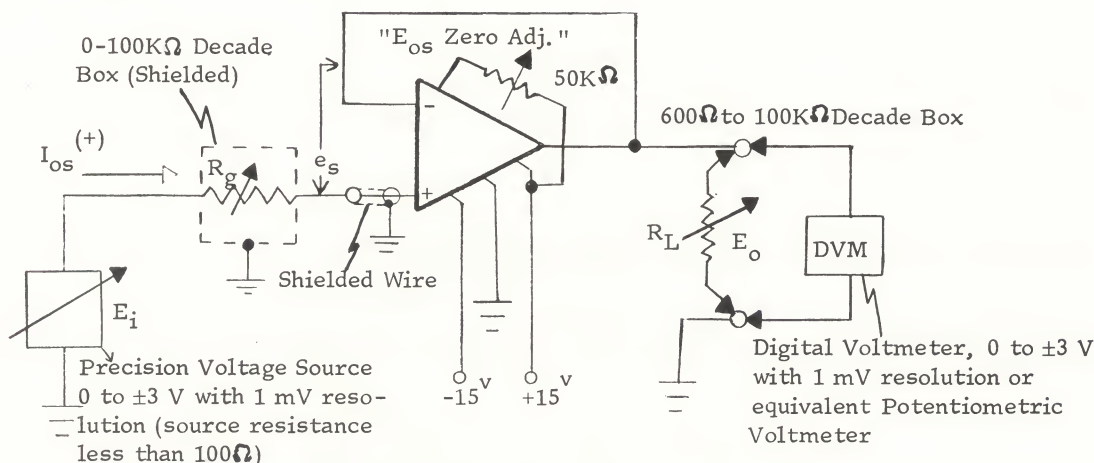 0-100KΩ Decade
Box (Shielded)
"Eos Zero Adj."
50KΩ
600Ω to 100KΩ Decade Box
Ios (+)
Rg
es
-
+
Shielded Wire
Ei
RL
Eo
DVM
-15 v
+15 v
Precision Voltage Source
0 to ±3 V with 1 mV reso-
lution (source resistance
less than 100Ω)
Digital Voltmeter, 0 to ±3 V
with 1 mV resolution or
equivalent Potentiometric
Voltmeter